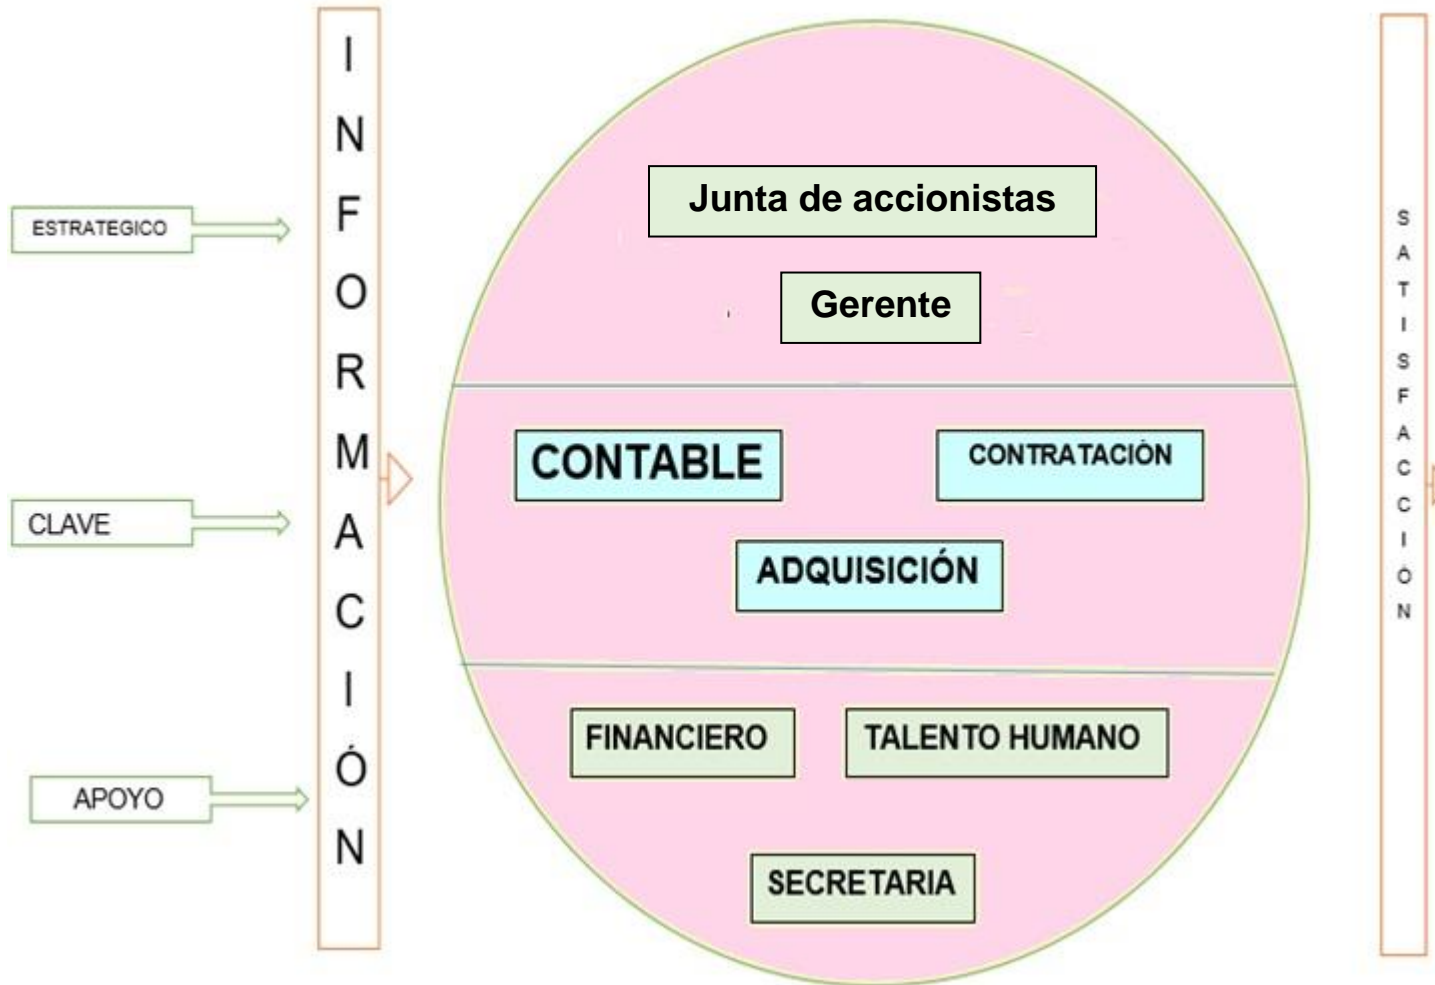 INFORMACIÓN
ESTRATEGICO
CLAVE
APOYO
Junta de accionistas
Gerente
CONTABLE
CONTRATACIÓN
ADQUISICIÓN
FINANCIERO
TALENTO HUMANO
SECRETARIA
SATISFACCIÓN